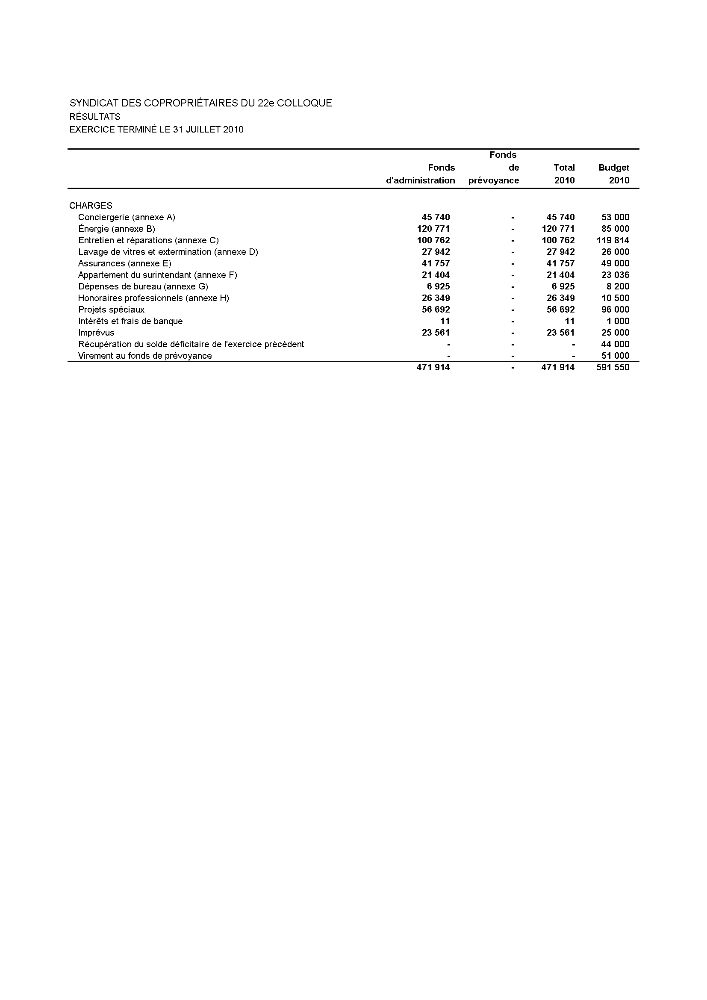 SYNDICAT DES COPROPRIÉTAIRES DU 22e COLLOQUE
RÉSULTATS
EXERCICE TERMINÉ LE 31 JUILLET 2010
Fonds
Fonds de Total Budget
d'administration prévoyance 2010 2010
CHARGES
Conciergerie (annexe A) 45 740 - 45 740 53 000
Énergie (annexe B) 120 771 - 120 771 85 000
Entretien et réparations (annexe C) 100 762 - 100 762 119 814
Lavage de vitres et extermination (annexe D) 27 942 - 27 942 26 000
Assurances (annexe E) 41 757 - 41 757 49 000
Appartement du surintendant (annexe F) 21 404 - 21 404 23 036
Dépenses de bureau (annexe G) 6 925 - 6 925 8 200
Honoraires professionnels (annexe H) 26 349 - 26 349 10 500
Projets spéciaux 56 692 - 56 692 96 000
Intérêts et frais de banque 11 - 11 1 000
Imprévus 23 561 - 23 561 25 000
Récupération du solde déficitaire de l'exercice précédent - - - 44 000
Virement au fonds de prévoyance - - - 51 000
471 914 - 471 914 591 550